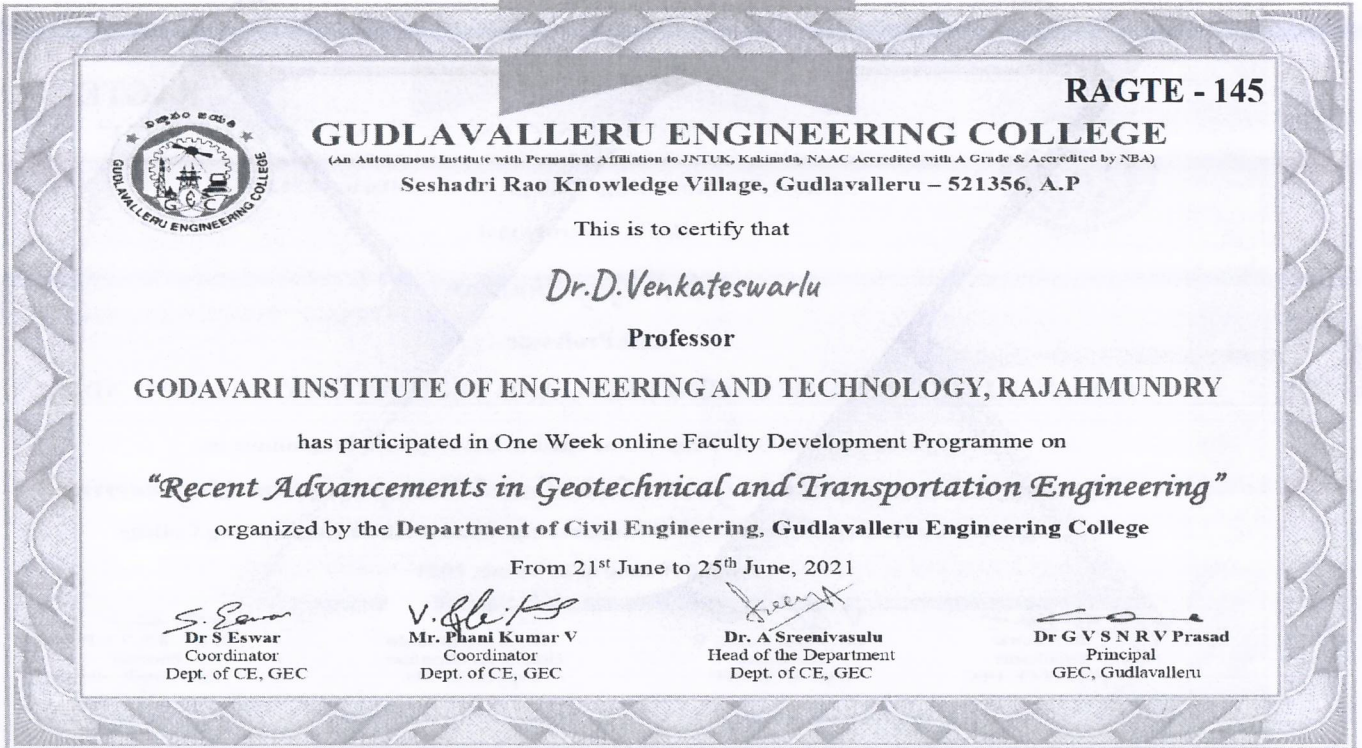 RAGTE - 145
GUDLAVALLERU ENGINEERING COLLEGE
(An Autonomous Institute with Permanent Affiliation to JNTUK, Kakinada, NAAC Accredited with A Grade & Accredited by NBA)
Seshadri Rao Knowledge Village, Gudlavalleru – 521356, A.P
GUDLAVALLERU ENGINEERING COLLEGE
G E C
This is to certify that
Dr.D.Venkateswarlu
Professor
GODAVARI INSTITUTE OF ENGINEERING AND TECHNOLOGY, RAJAHMUNDRY
has participated in One Week online Faculty Development Programme on
“Recent Advancements in Geotechnical and Transportation Engineering”
organized by the Department of Civil Engineering, Gudlavalleru Engineering College
From 21st June to 25th June, 2021
Dr S Eswar Mr. Phani Kumar V Dr. A Sreenivasulu Dr G V S N R V Prasad
Coordinator Coordinator Head of the Department Principal
Dept. of CE, GEC Dept. of CE, GEC Dept. of CE, GEC GEC, Gudlavalleru